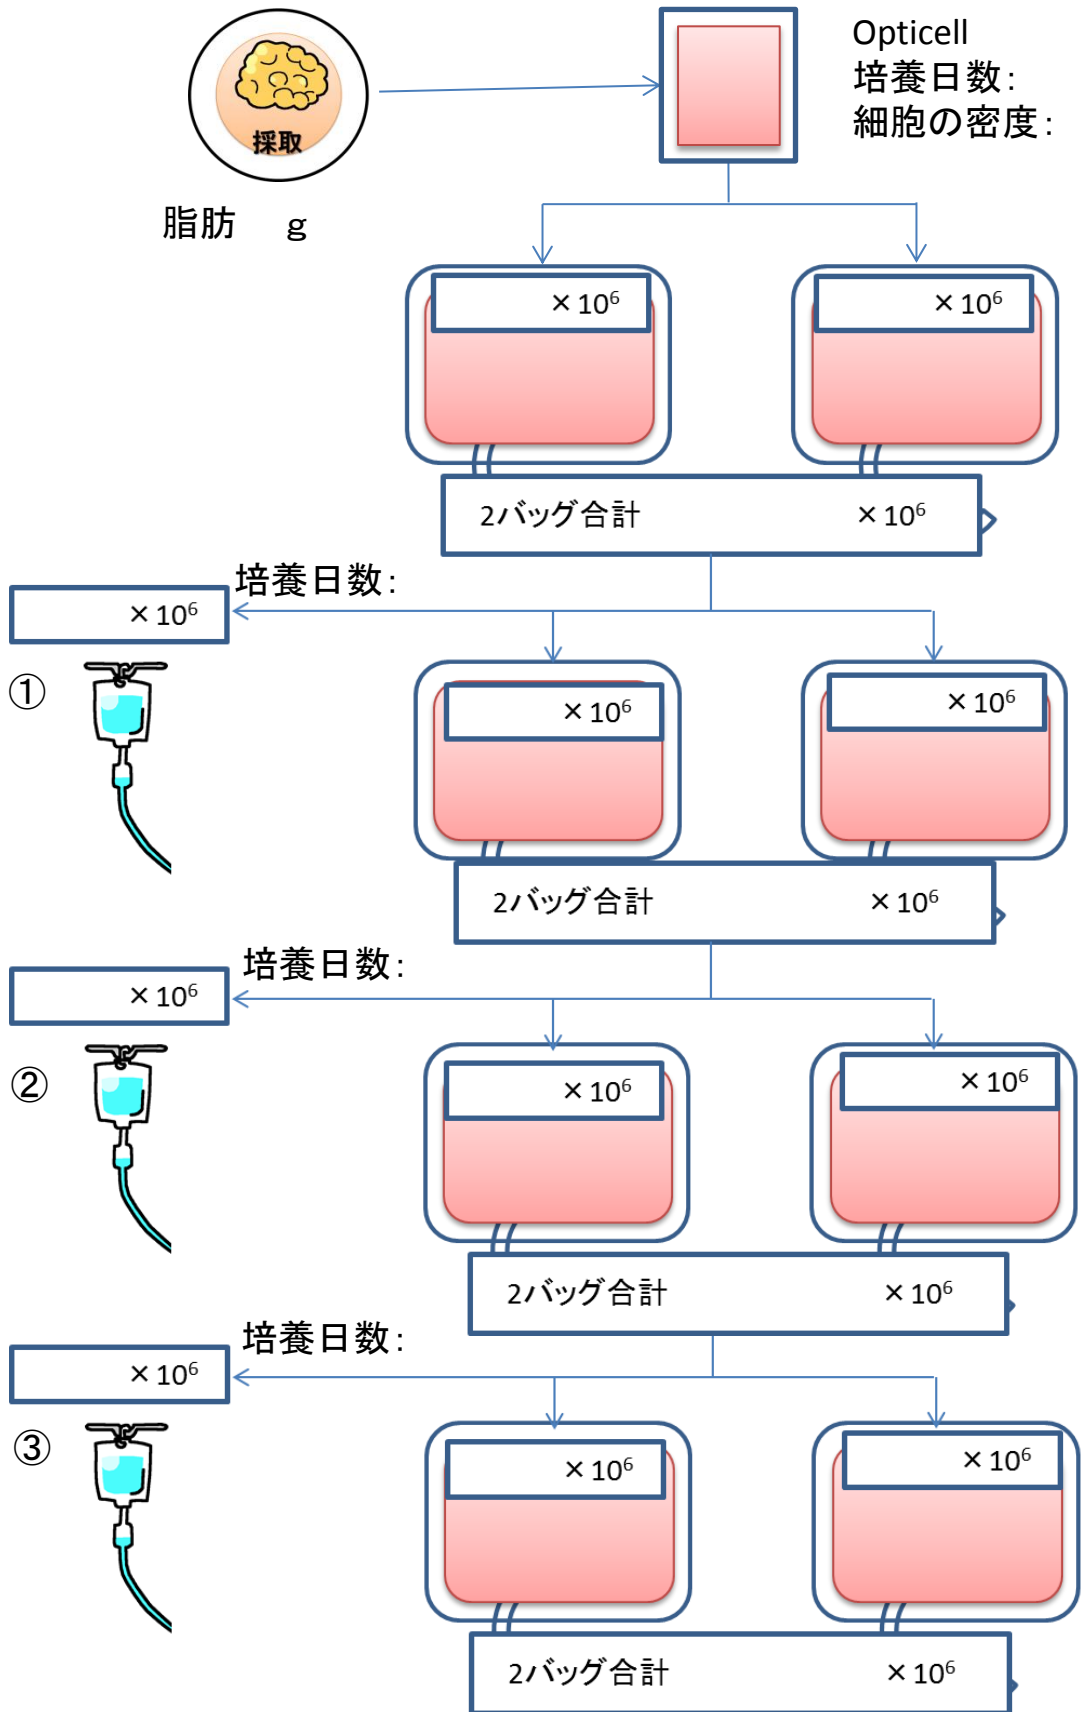 採取
脂肪 g
Opticell
培養日数：
細胞の密度：
×10⁶
×10⁶
2バッグ合計 ×10⁶
培養日数：
×10⁶
①
×10⁶
×10⁶
2バッグ合計 ×10⁶
培養日数：
×10⁶
②
×10⁶
×10⁶
2バッグ合計 ×10⁶
培養日数：
×10⁶
③
×10⁶
×10⁶
2バッグ合計 ×10⁶